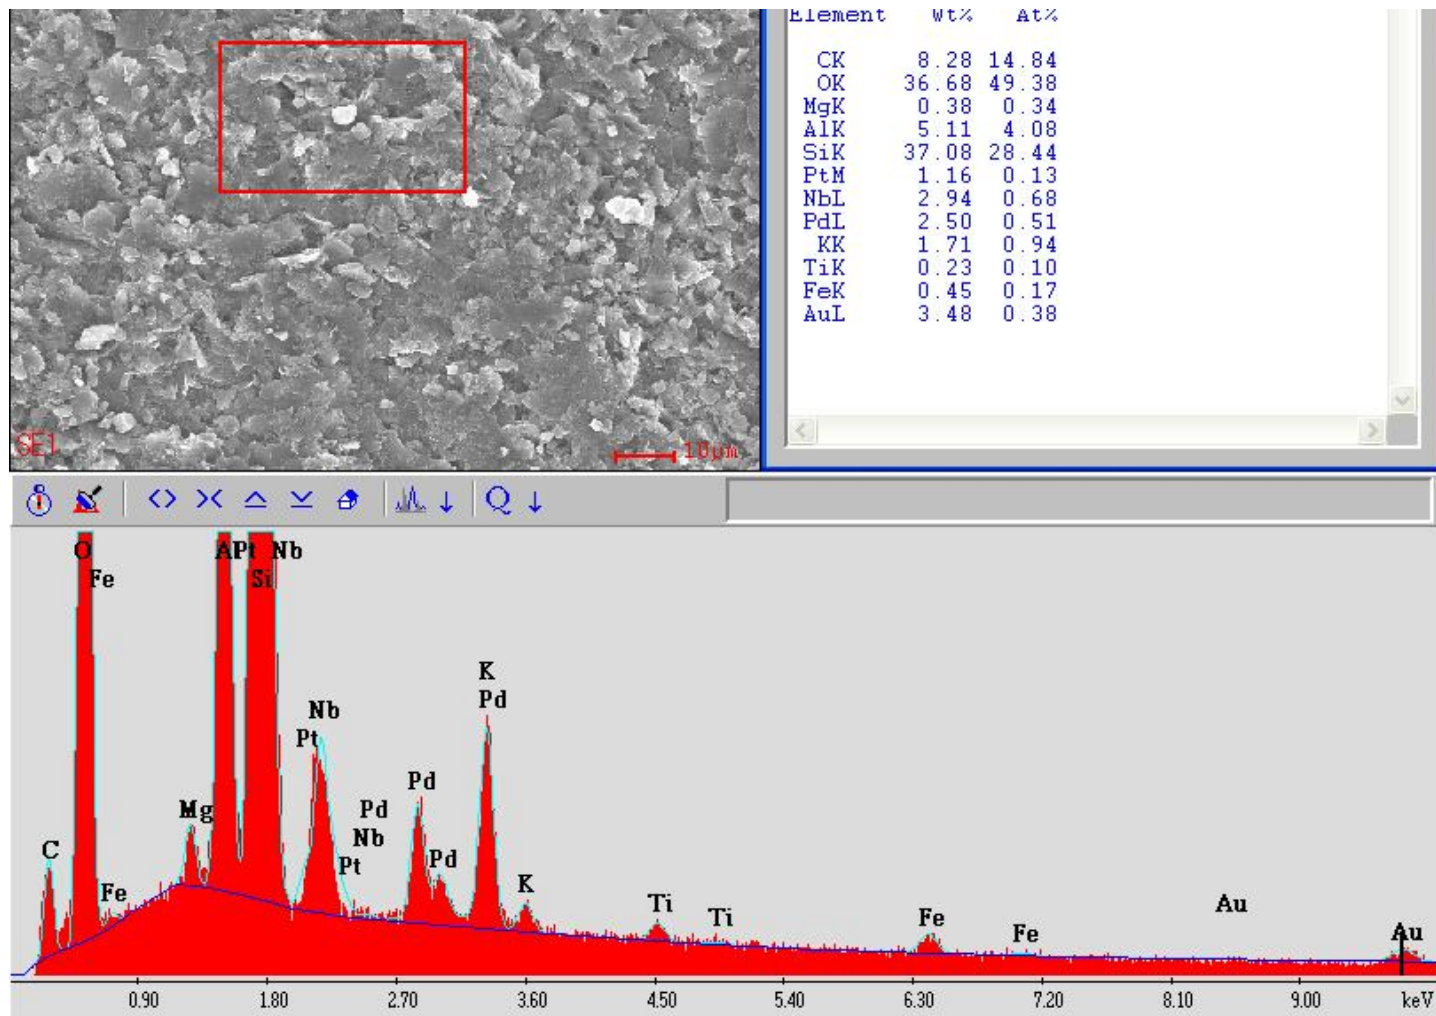 Element Wt% At%
CK 8.28 14.84
OK 36.68 49.38
MgK 0.38 0.34
AlK 5.11 4.08
SiK 37.08 28.44
PtM 1.16 0.13
NbL 2.94 0.68
PdL 2.50 0.51
KK 1.71 0.94
TiK 0.23 0.10
FeK 0.45 0.17
AuL 3.48 0.38
SE1
10µm
Q
O APt Nb
Fe Si
K
Pd
Nb
Pt
Pd
Mg Pd
Nb
C Pd
Pt
Fe K
Ti Au
Ti Fe
Fe Au
0.90 1.80 2.70 3.60 4.50 5.40 6.30 7.20 8.10 9.00 keV